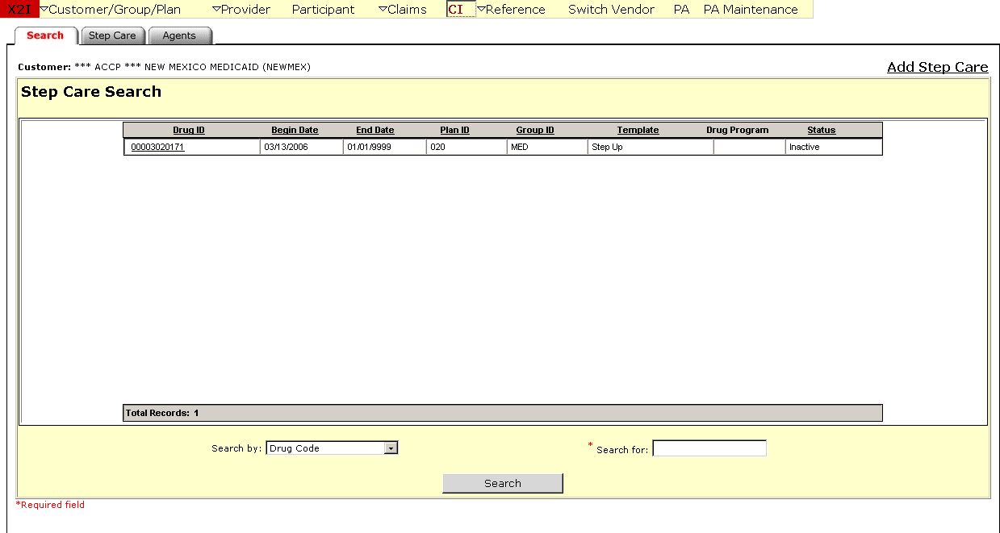 X2I Customer/Group/Plan Provider Participant Claims CI Reference Switch Vendor PA PA Maintenance
Search Step Care Agents
Customer: *** ACCP *** NEW MEXICO MEDICAID (NEWMEX) Add Step Care
Step Care Search
Drug ID Begin Date End Date Plan ID Group ID Template Drug Program Status
00003020171 03/13/2006 01/01/9999 020 MED Step Up Inactive
Total Records: 1
Search by: Drug Code * Search for:
Search
*Required field